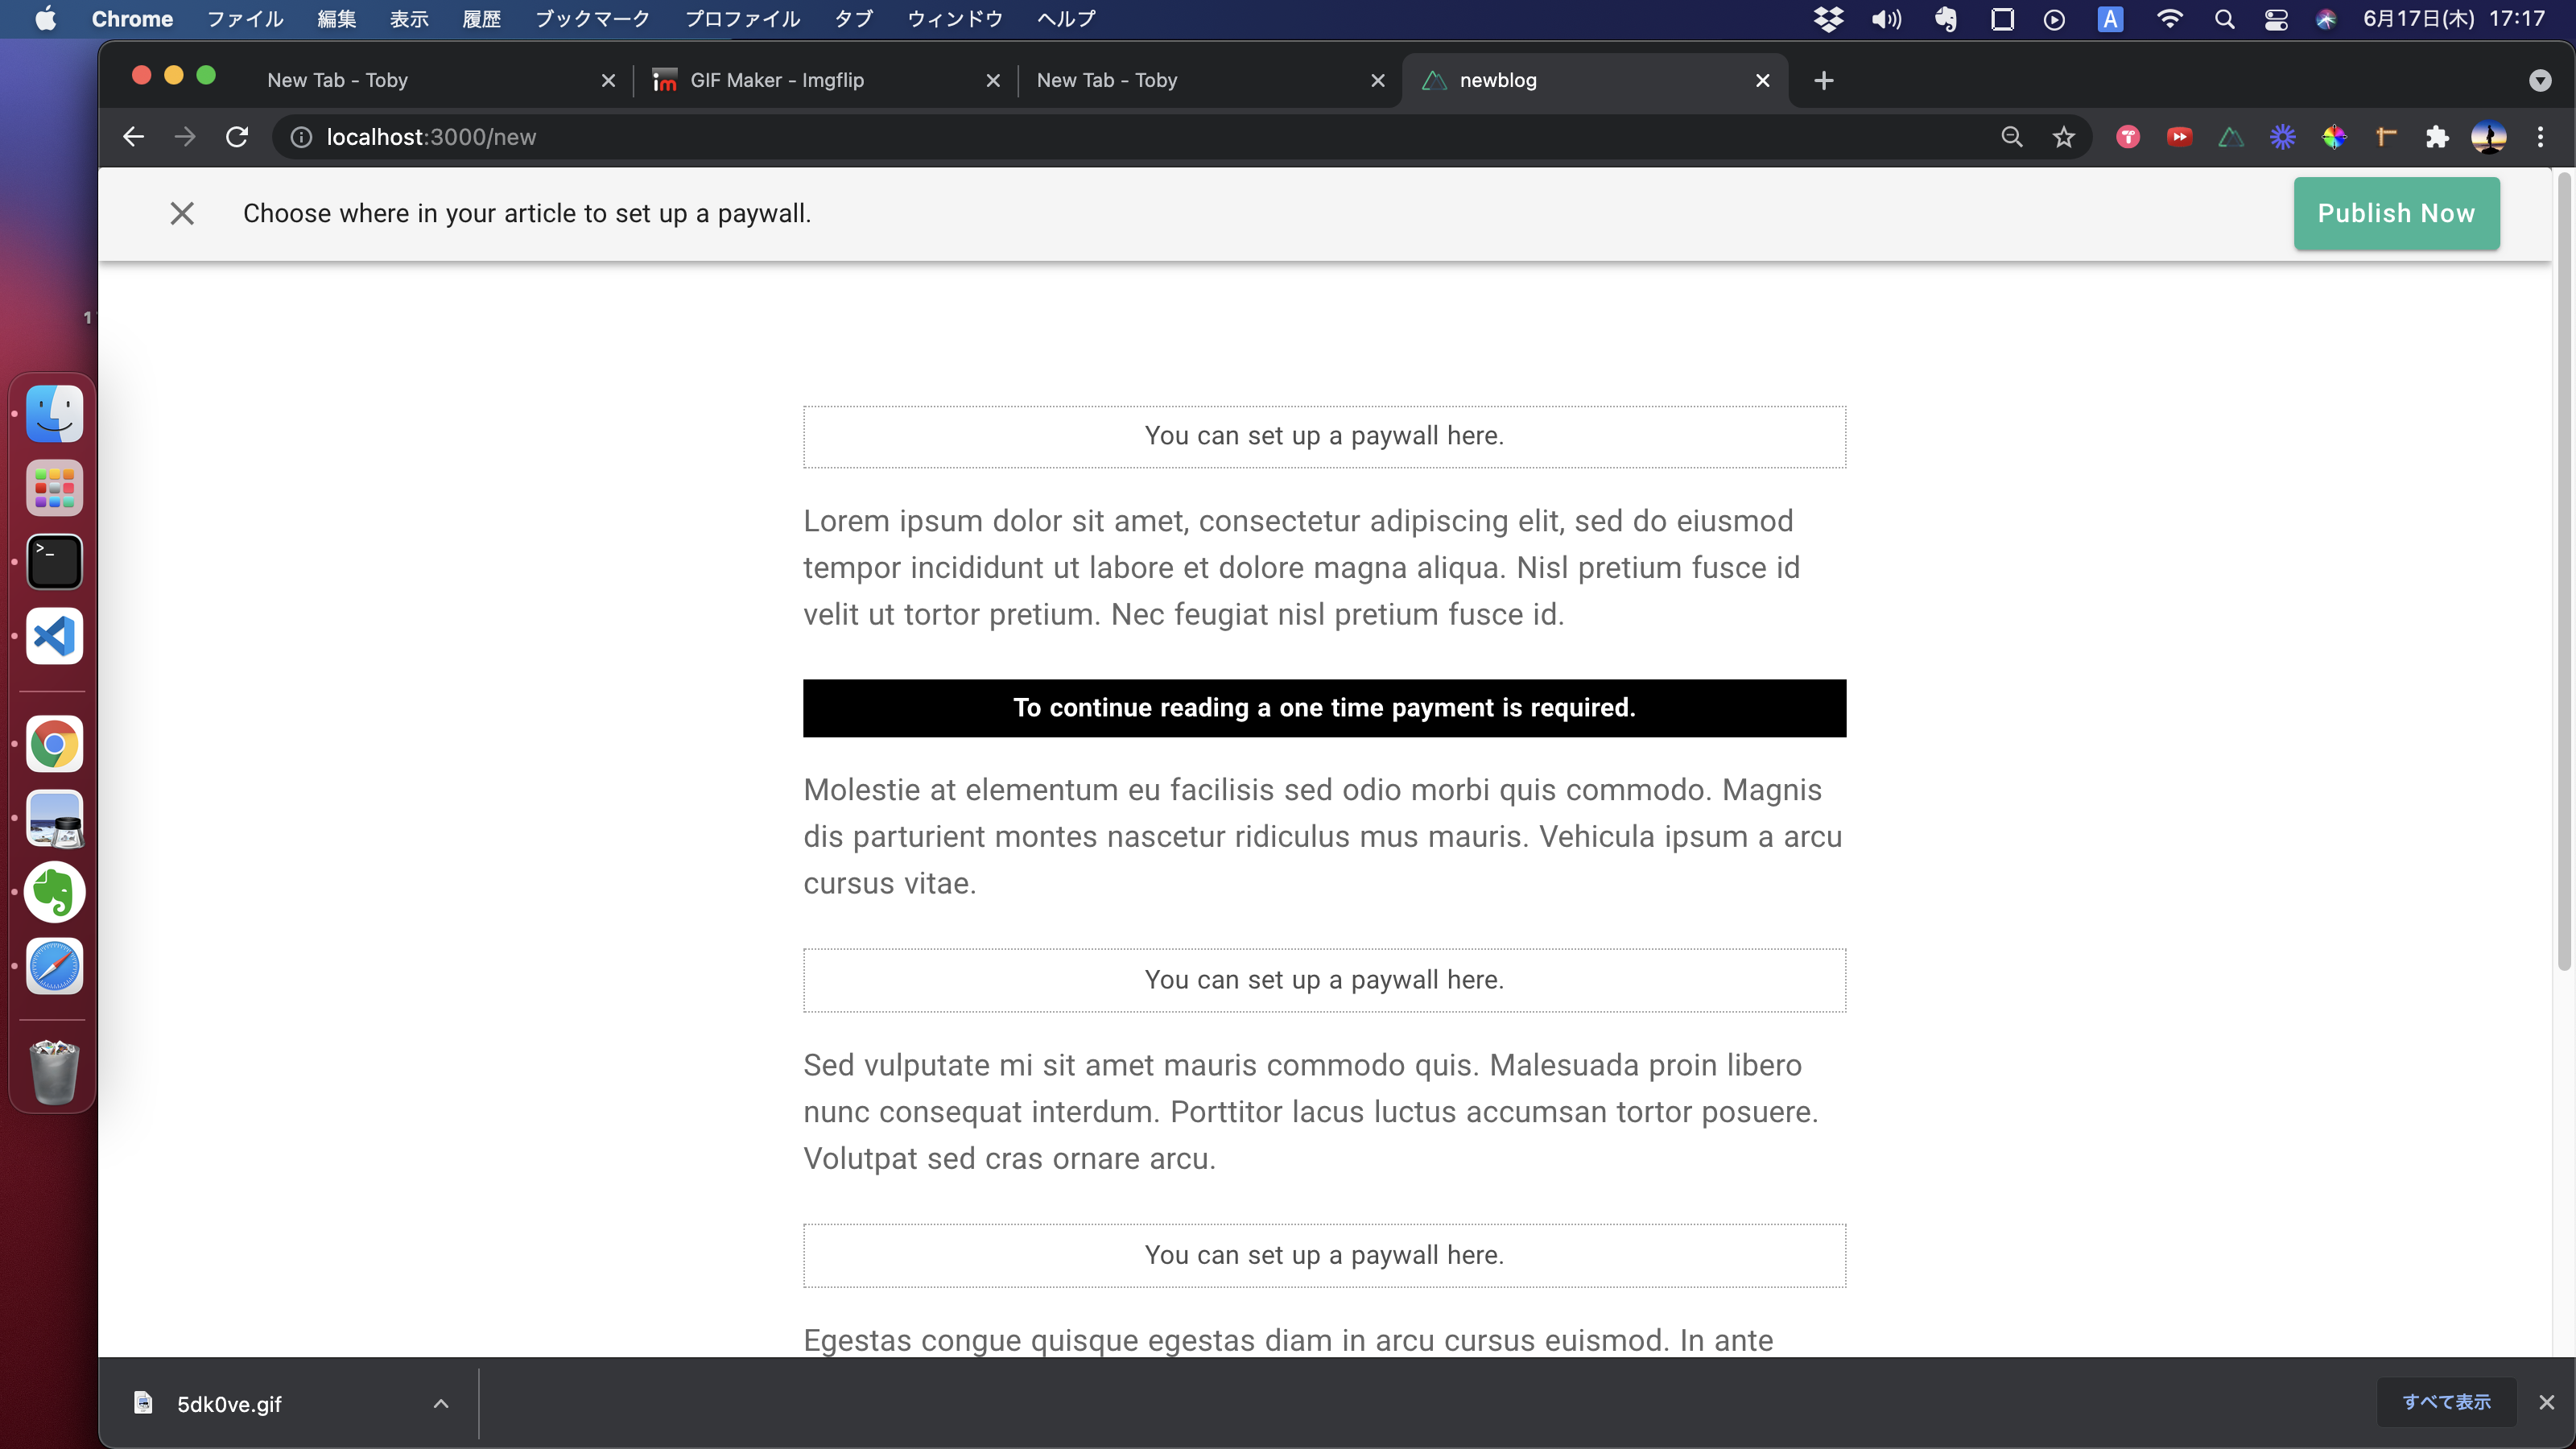 Chrome ファイル 編集 表示 履歴 ブックマーク プロファイル タブ ウィンドウ ヘルプ A 6月17日(木) 17:17
New Tab - Toby GIF Maker - Imgflip New Tab - Toby newblog
localhost:3000/new
Choose where in your article to set up a paywall. Publish Now
1
You can set up a paywall here.
Lorem ipsum dolor sit amet, consectetur adipiscing elit, sed do eiusmod
tempor incididunt ut labore et dolore magna aliqua. Nisl pretium fusce id
velit ut tortor pretium. Nec feugiat nisl pretium fusce id.
To continue reading a one time payment is required.
Molestie at elementum eu facilisis sed odio morbi quis commodo. Magnis
dis parturient montes nascetur ridiculus mus mauris. Vehicula ipsum a arcu
cursus vitae.
You can set up a paywall here.
Sed vulputate mi sit amet mauris commodo quis. Malesuada proin libero
nunc consequat interdum. Porttitor lacus luctus accumsan tortor posuere.
Volutpat sed cras ornare arcu.
You can set up a paywall here.
Egestas congue quisque egestas diam in arcu cursus euismod. In ante
5dk0ve.gif すべて表示